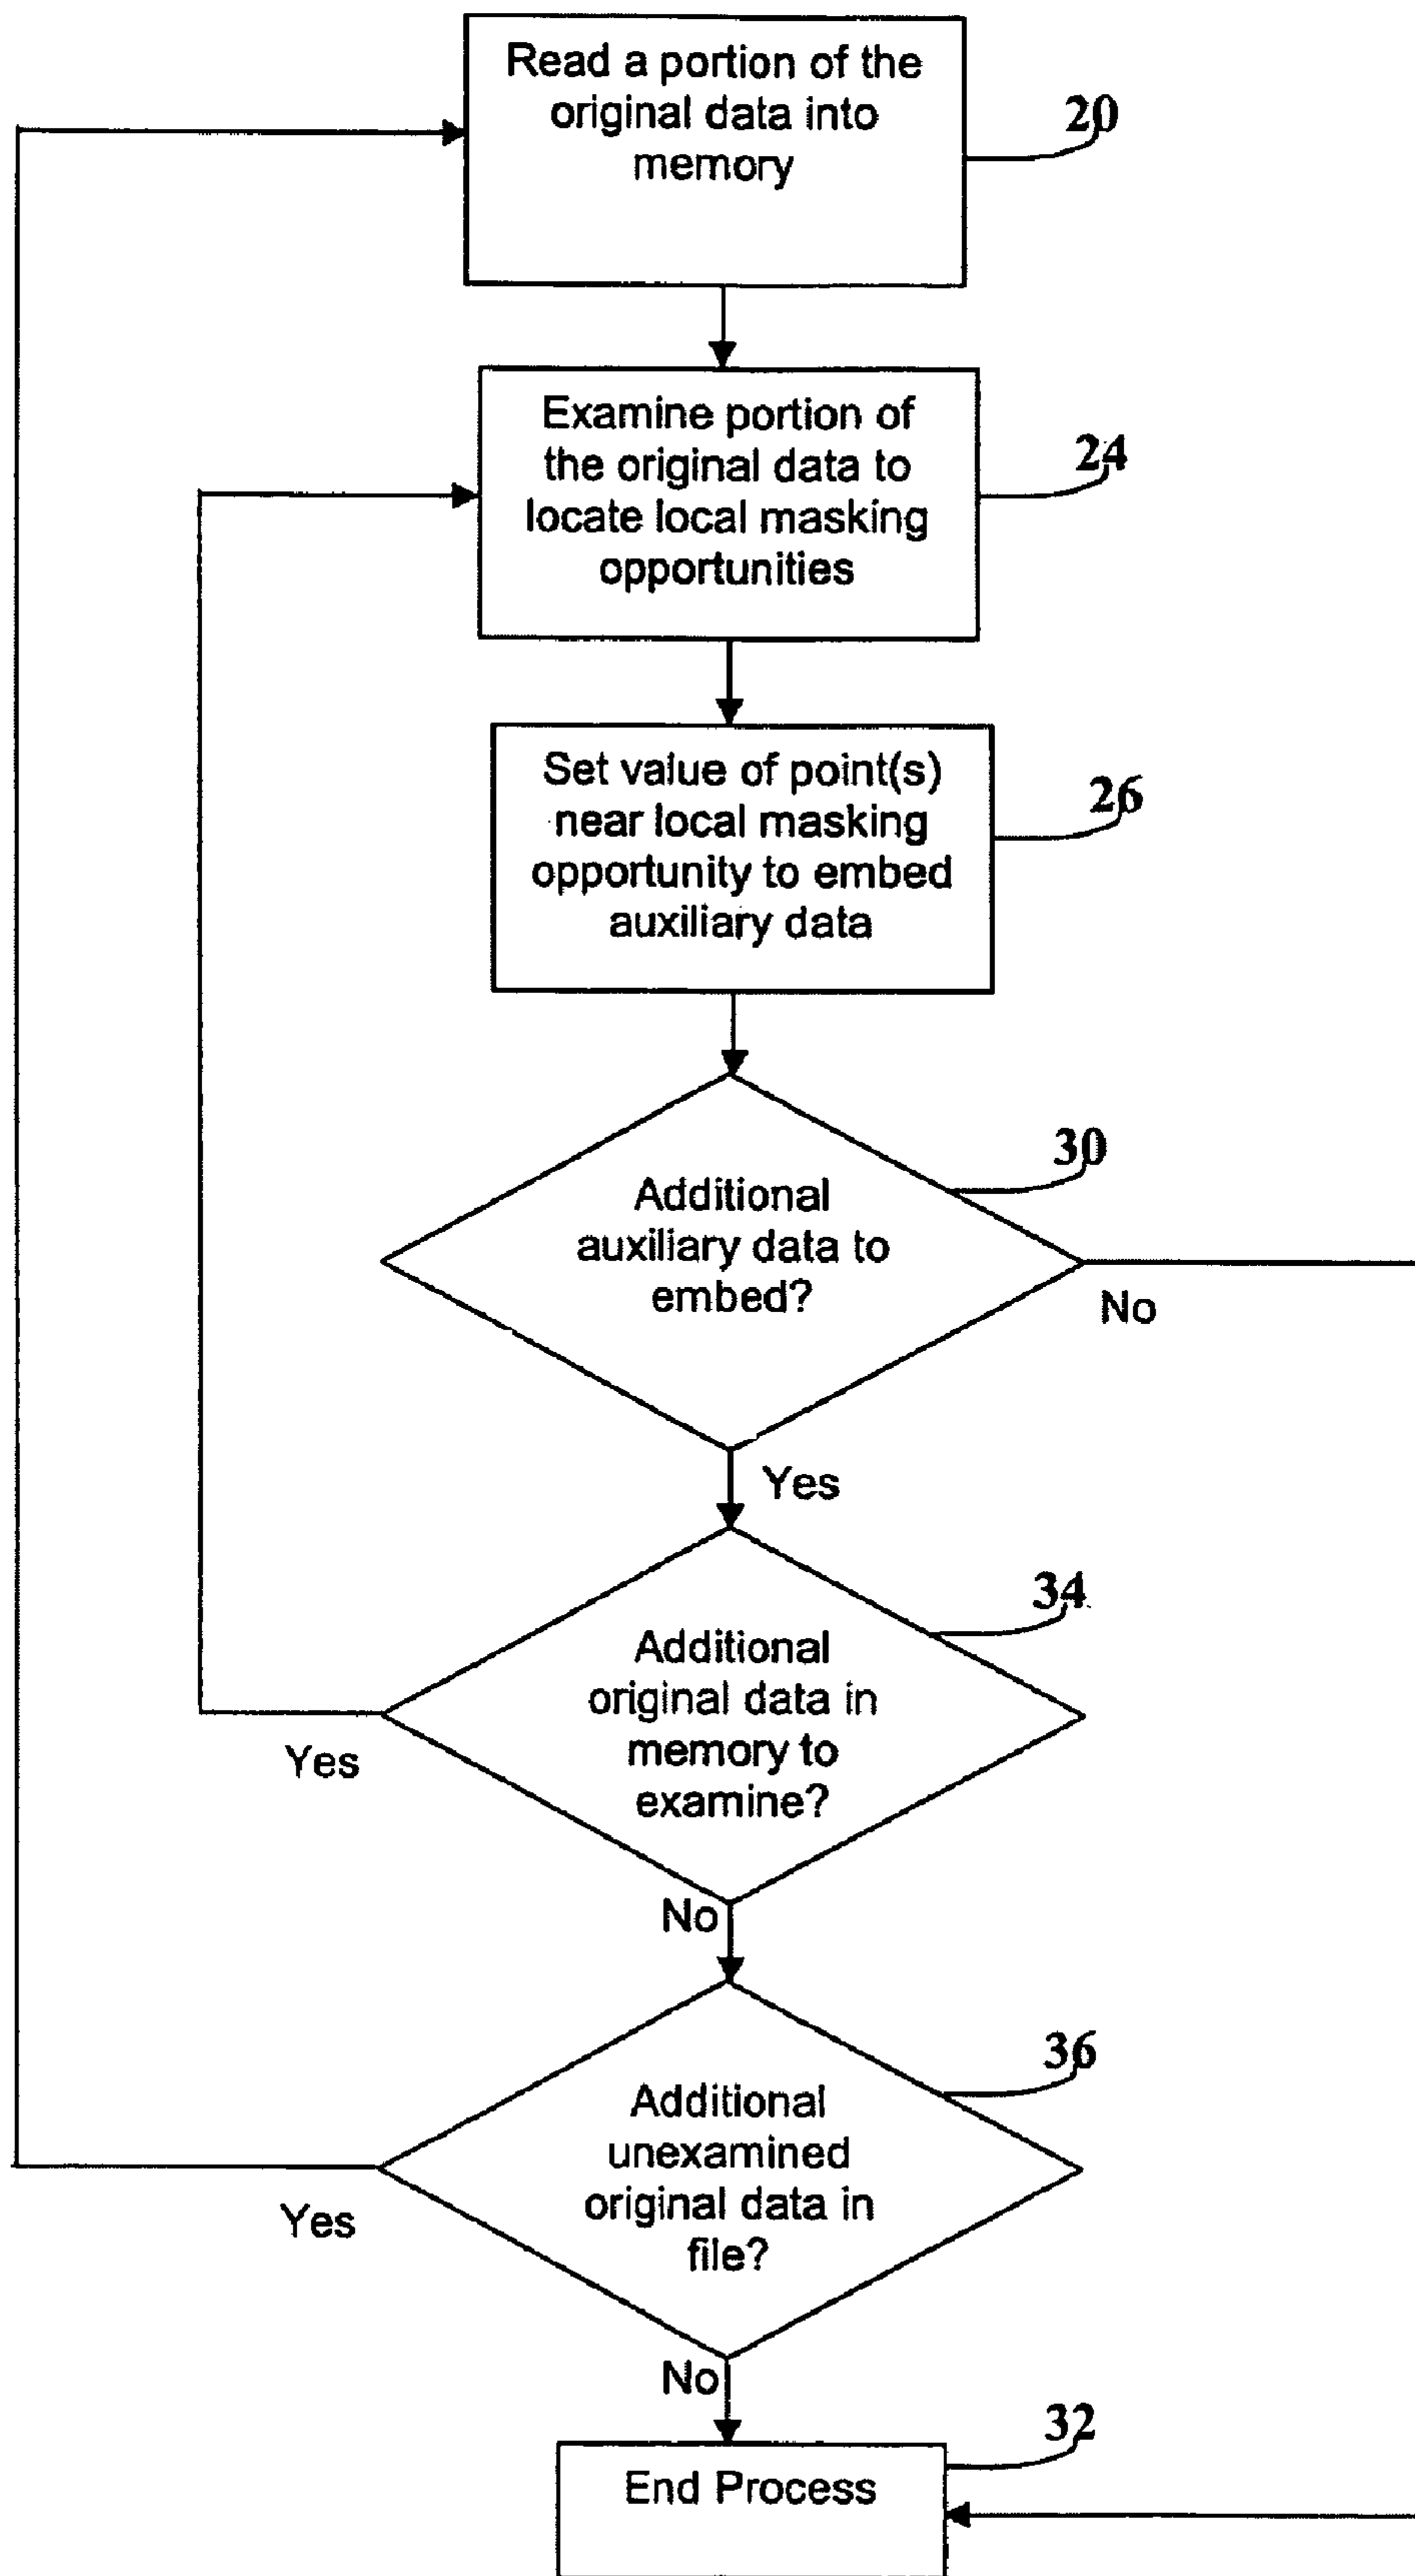 Read a portion of the
original data into
memory
20
Examine portion of
the original data to
locate local masking
opportunities
24
Set value of point(s)
near local masking
opportunity to embed
auxiliary data
26
30
Additional
auxiliary data to
embed?
No
Yes
34
Additional
original data in
memory to
examine?
Yes
No
36
Additional
unexamined
original data in
file?
Yes
No
32
End Process